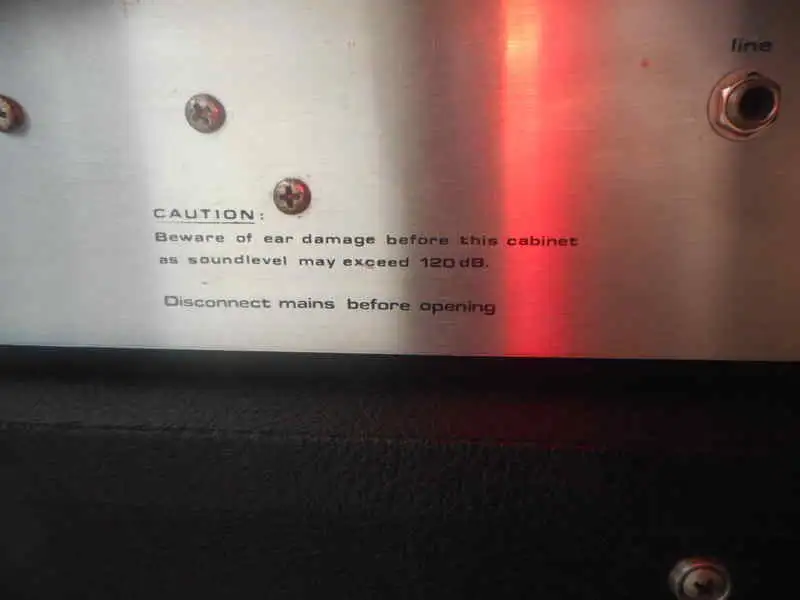 line
CAUTION:
Beware of ear damage before this cabinet
as soundlevel may exceed 120 dB.
Disconnect mains before opening